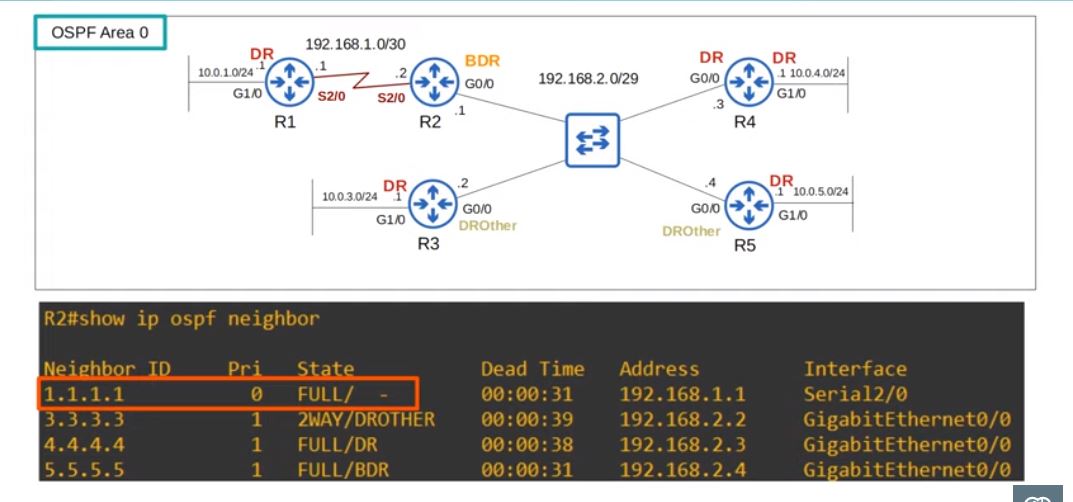 OSPF Area 0
192.168.1.0/30
DR
10.0.1.0/24 .1
G1/0
.1
S2/0
R1
.2
S2/0
BDR
G0/0
.1
R2
192.168.2.0/29
DR
G0/0
.3
DR
.1 10.0.4.0/24
G1/0
R4
DR
10.0.3.0/24 .1
G1/0
.2
G0/0
DROther
R3
.4
G0/0
DROther
DR
.1 10.0.5.0/24
G1/0
R5
R2#show ip ospf neighbor
Neighbor ID Pri State Dead Time Address Interface
1.1.1.1 0 FULL/ - 00:00:31 192.168.1.1 Serial2/0
3.3.3.3 1 2WAY/DROTHER 00:00:39 192.168.2.2 GigabitEthernet0/0
4.4.4.4 1 FULL/DR 00:00:38 192.168.2.3 GigabitEthernet0/0
5.5.5.5 1 FULL/BDR 00:00:31 192.168.2.4 GigabitEthernet0/0